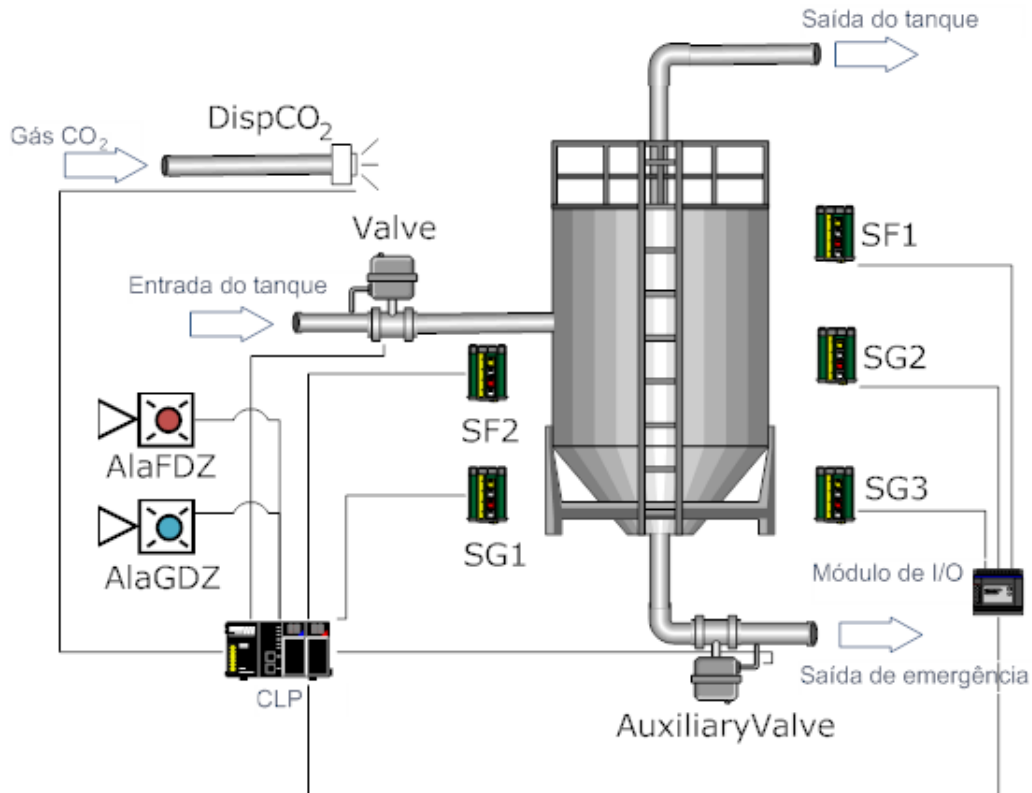 Saída do tanque
DispCO₂
Gás CO₂
Valve
SF1
Entrada do tanque
SG2
SF2
AlaFDZ
SG3
SG1
AlaGDZ
Módulo de I/O
CLP
Saída de emergência
AuxiliaryValve